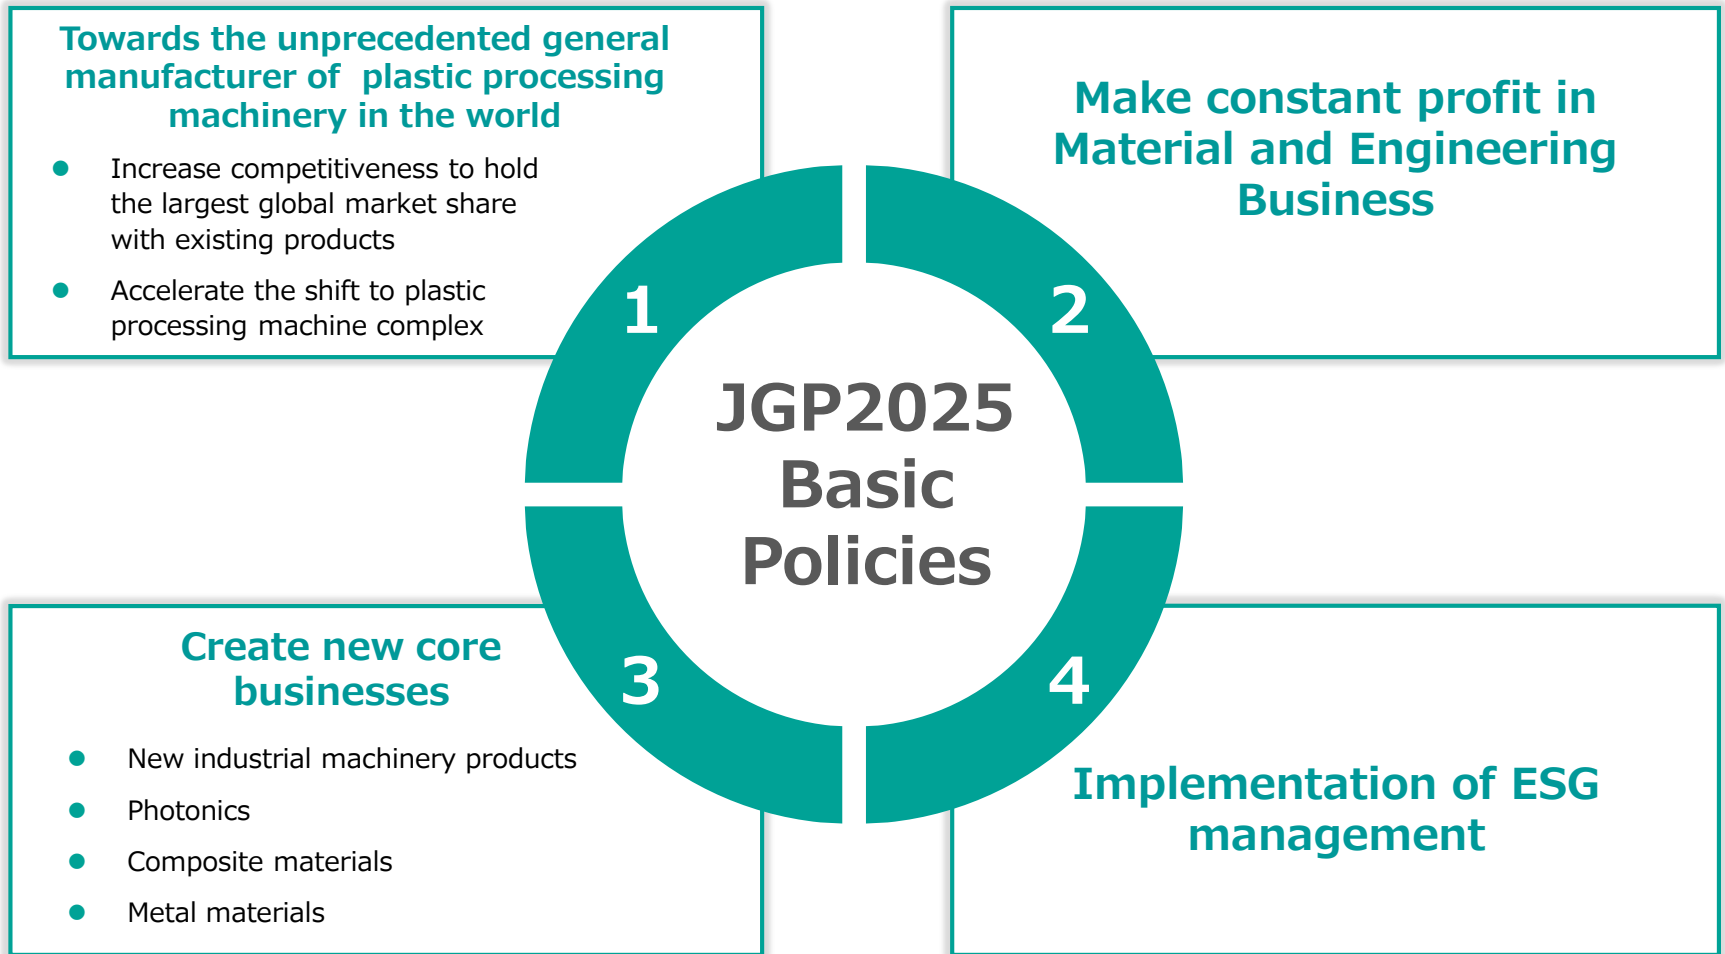 Towards the unprecedented general
manufacturer of plastic processing
machinery in the world
● Increase competitiveness to hold
the largest global market share
with existing products
● Accelerate the shift to plastic
processing machine complex
1
Make constant profit in
Material and Engineering
Business
2
JGP2025
Basic
Policies
Create new core
businesses
● New industrial machinery products
● Photonics
● Composite materials
● Metal materials
3
4
Implementation of ESG
management